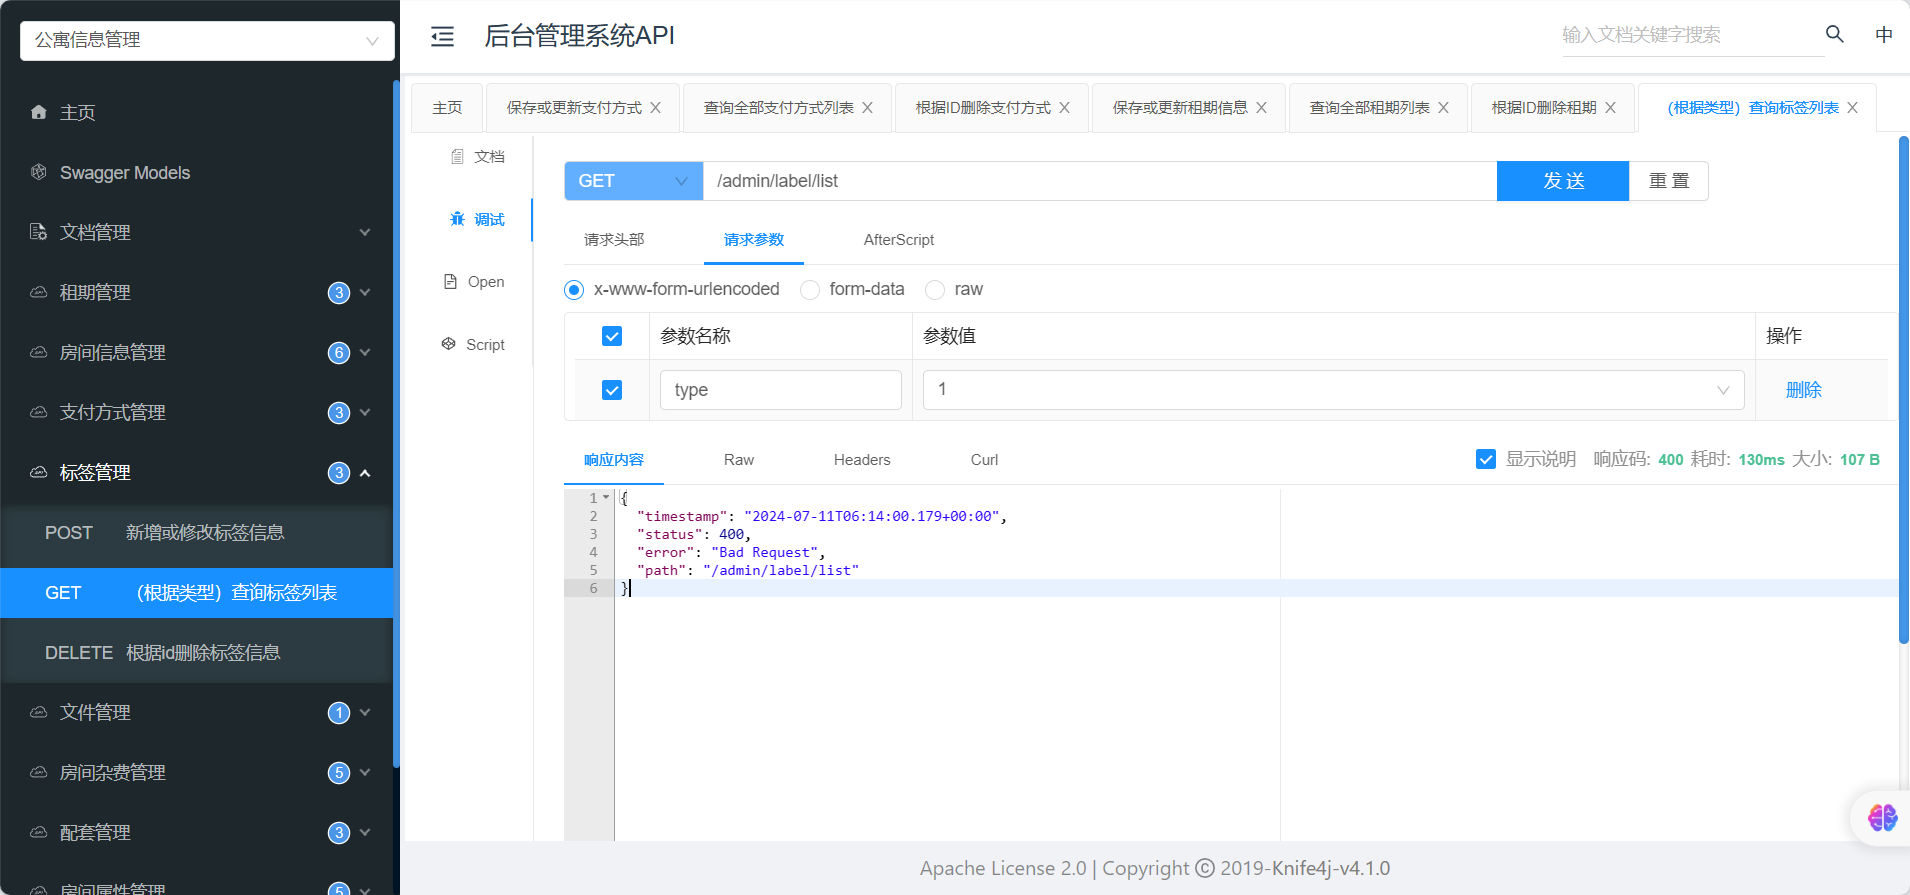 公寓信息管理
主页
Swagger Models
文档管理
租期管理 3
房间信息管理 6
支付方式管理 3
标签管理 3
POST 新增或修改标签信息
GET （根据类型）查询标签列表
DELETE 根据id删除标签信息
文件管理 1
房间杂费管理 5
配套管理 3
房间属性管理 5
后台管理系统API
输入文档关键字搜索
中
主页
保存或更新支付方式
查询全部支付方式列表
根据ID删除支付方式
保存或更新租期信息
查询全部租期列表
根据ID删除租期
（根据类型）查询标签列表
文档
调试
Open
Script
GET /admin/label/list 发 送 重 置
请求头部 请求参数 AfterScript
x-www-form-urlencoded form-data raw
参数名称 参数值 操作
type 1 删除
响应内容 Raw Headers Curl 显示说明 响应码: 400 耗时: 130ms 大小: 107 B
1 {
2 "timestamp": "2024-07-11T06:14:00.179+00:00",
3 "status": 400,
4 "error": "Bad Request",
5 "path": "/admin/label/list"
6 }
Apache License 2.0 | Copyright © 2019-Knife4j-v4.1.0